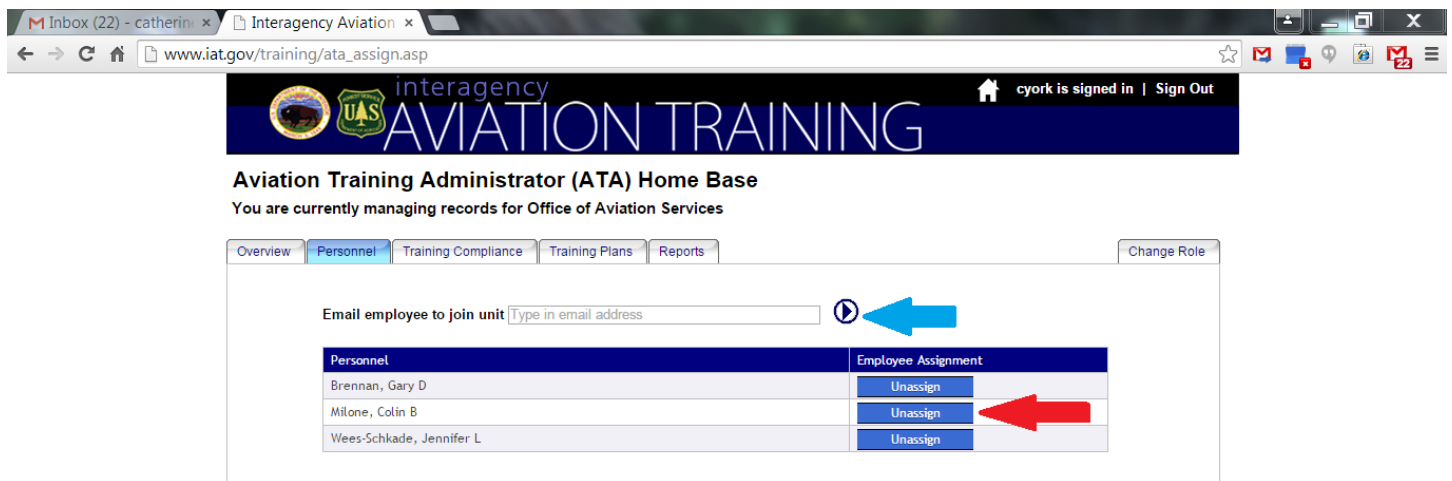 Inbox (22) - catherin
Interagency Aviation
www.iat.gov/training/ata_assign.asp
22
interagency
AVIATION TRAINING
UAS
cyork is signed in | Sign Out
Aviation Training Administrator (ATA) Home Base
You are currently managing records for Office of Aviation Services
Overview Personnel Training Compliance Training Plans Reports Change Role
Email employee to join unit Type in email address
Personnel Employee Assignment
Brennan, Gary D Unassign
Milone, Colin B Unassign
Wees-Schkade, Jennifer L Unassign